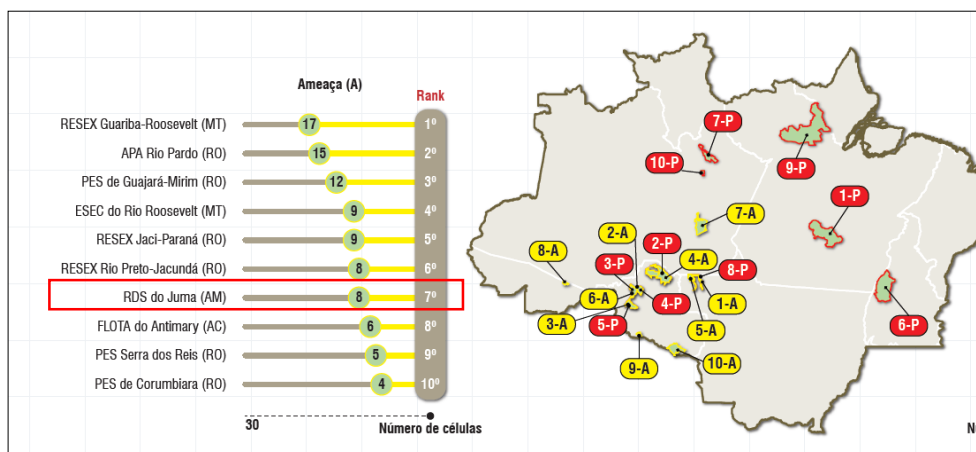 Ameaça (A)
Rank
RESEX Guariba-Roosevelt (MT) 17 1º
APA Rio Pardo (RO) 15 2º
PES de Guajará-Mirim (RO) 12 3º
ESEC do Rio Roosevelt (MT) 9 4º
RESEX Jaci-Paraná (RO) 9 5º
RESEX Rio Preto-Jacundá (RO) 8 6º
RDS do Juma (AM) 8 7º
FLOTA do Antimary (AC) 6 8º
PES Serra dos Reis (RO) 5 9º
PES de Corumbiara (RO) 4 10º
30
Número de células
7-P
10-P
9-P
1-P
7-A
2-A
8-A
2-P
3-P
4-A
8-P
6-A
4-P
1-A
3-A
5-P
5-A
6-P
9-A
10-A